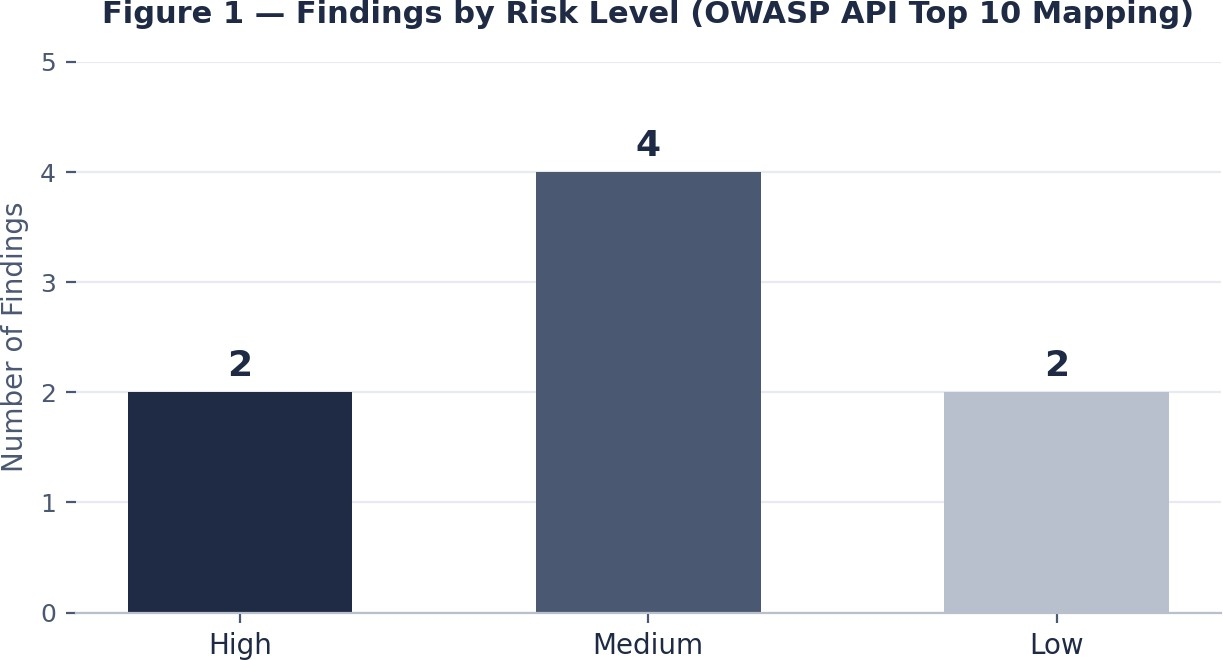 Figure 1 — Findings by Risk Level (OWASP API Top 10 Mapping)
Number of Findings
5
4
3
2
1
0
2
4
2
High
Medium
Low